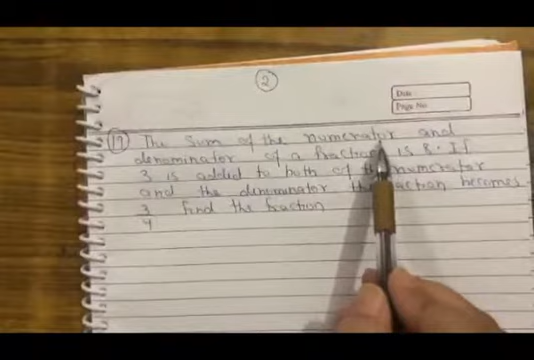 2
Date
Page No.
17 The Sum of the numerator and
denominator of a fraction is 8. If
3 is added to both of the numerator
and the denominator the fraction becomes
3 find the fraction
4